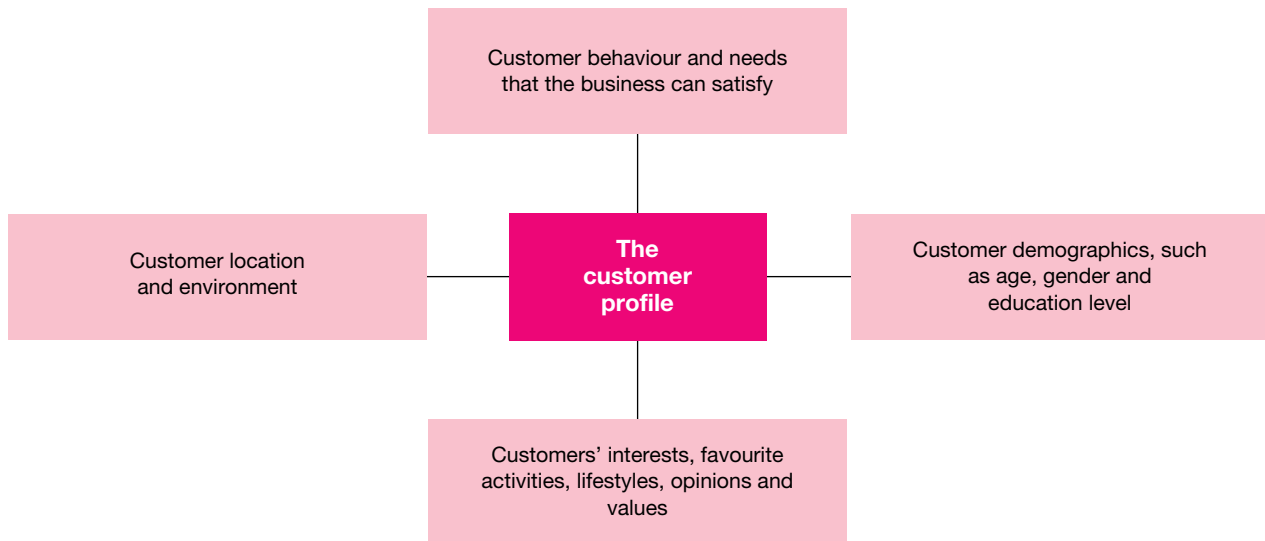 Customer behaviour and needs
that the business can satisfy
Customer location
and environment
The
customer
profile
Customer demographics, such
as age, gender and
education level
Customers’ interests, favourite
activities, lifestyles, opinions and
values